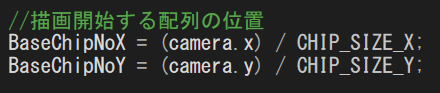 //描画開始する配列の位置
BaseChipNoX = (camera.x) / CHIP_SIZE_X;
BaseChipNoY = (camera.y) / CHIP_SIZE_Y;